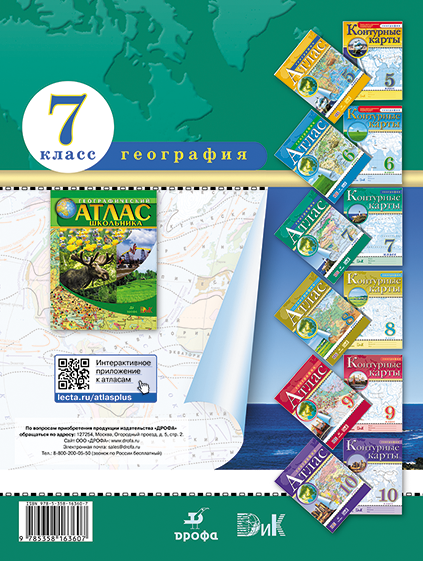 7
класс
география
ГЕОГРАФИЧЕСКИЙ
АТЛАС
ШКОЛЬНИКА
Интерактивное
приложение
к атласам
lecta.ru/atlasplus
По вопросам приобретения продукции издательства «ДРОФА»
обращаться по адресу: 127254, Москва, Огородный проезд, д. 5, стр. 2.
Сайт ООО «ДРОФА»: www.drofa.ru
Электронная почта: sales@drofa.ru
Тел.: 8-800-200-05-50 (звонок по России бесплатный)
Атлас
Контурные
карты
5
Атлас
6
Контурные
карты
6
Атлас
7
Контурные
карты
7
Атлас
Контурные
карты
8
Атлас
9
Контурные
карты
9
Атлас
10
Контурные
карты
10
ISBN 978-5-358-16360-7
9 785358 163607
дрофа
ДиК